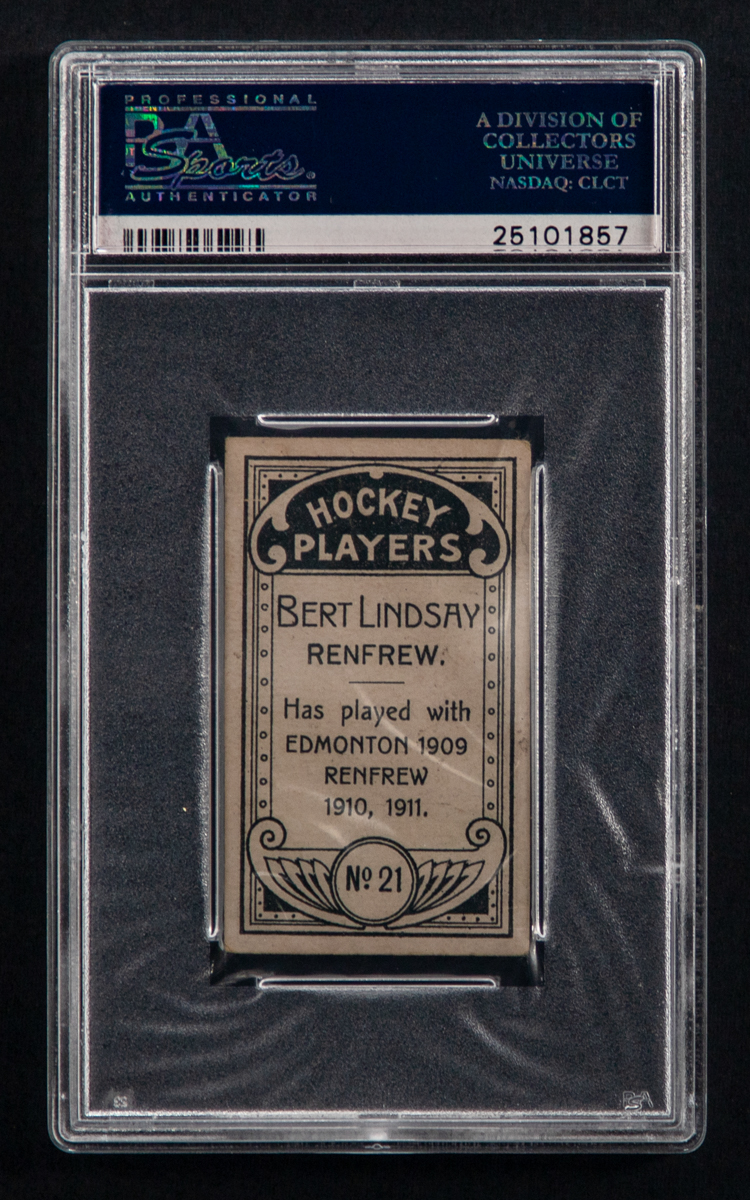 PROFESSIONAL
PSA
Sports.
AUTHENTICATOR
A DIVISION OF
COLLECTORS
UNIVERSE
NASDAQ: CLCT
25101857
HOCKEY
PLAYERS
BERT LINDSAY
RENFREW.
Has played with
EDMONTON 1909
RENFREW
1910, 1911.
Nº 21
PSA